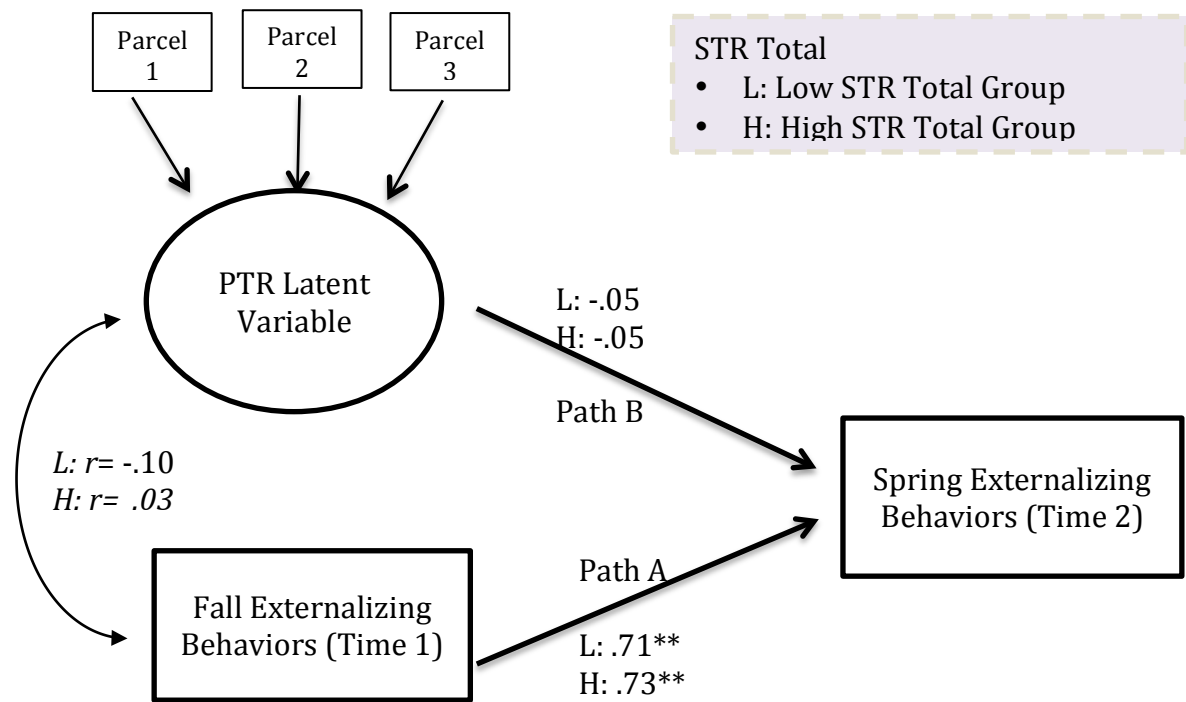 Parcel
1
Parcel
2
Parcel
3
STR Total
• L: Low STR Total Group
• H: High STR Total Group
PTR Latent
Variable
L: -.05
H: -.05
Path B
L: r= -.10
H: r= .03
Spring Externalizing
Behaviors (Time 2)
Path A
Fall Externalizing
Behaviors (Time 1)
L: .71**
H: .73**